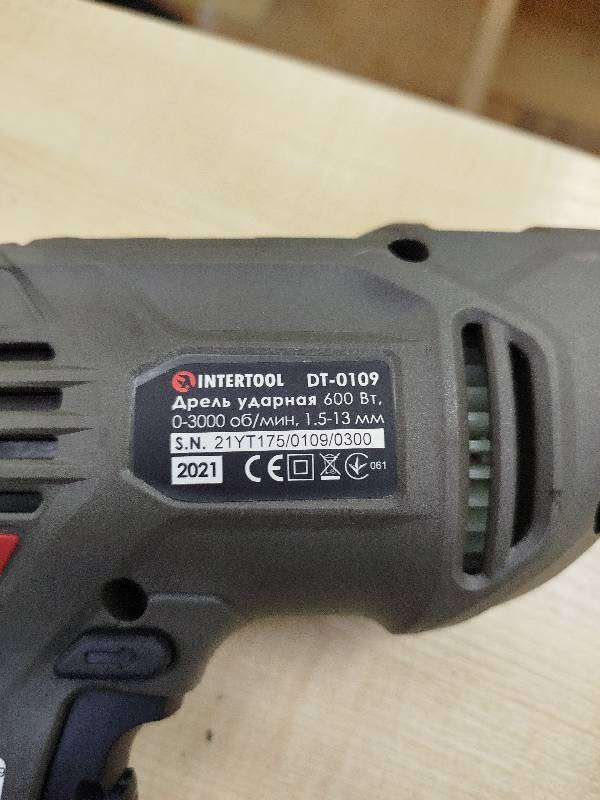 INTERTOOL DT-0109
Дрель ударная 600 Вт,
0-3000 об/мин, 1.5-13 мм
S.N. 21YT175/0109/0300
2021 CE 061